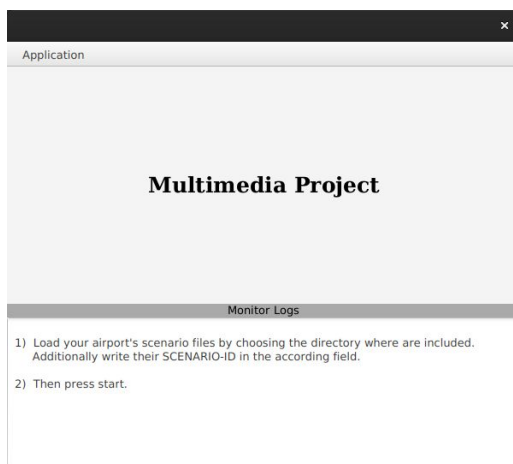 ×
Application
Multimedia Project
Monitor Logs
1) Load your airport's scenario files by choosing the directory where are included.
Additionally write their SCENARIO-ID in the according field.
2) Then press start.